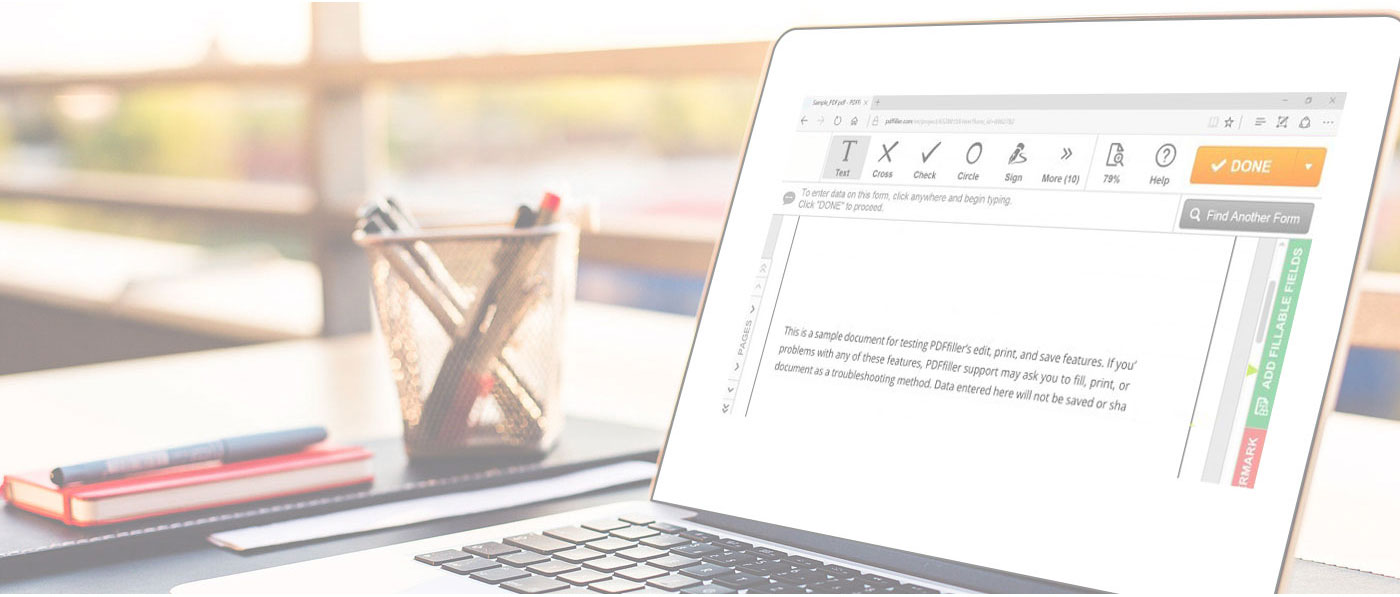 Sample_PDF.pdf - PDFfi
pdffiller.com
Text
Cross
Check
Circle
Sign
More (10)
79%
Help
DONE
To enter data on this form, click anywhere and begin typing.
Click "DONE" to proceed.
Find Another Form
PAGES
ADD FILLABLE FIELDS
RMARK
This is a sample document for testing PDFfiller's edit, print, and save features. If you'
problems with any of these features, PDFfiller support may ask you to fill, print, or
document as a troubleshooting method. Data entered here will not be saved or sha